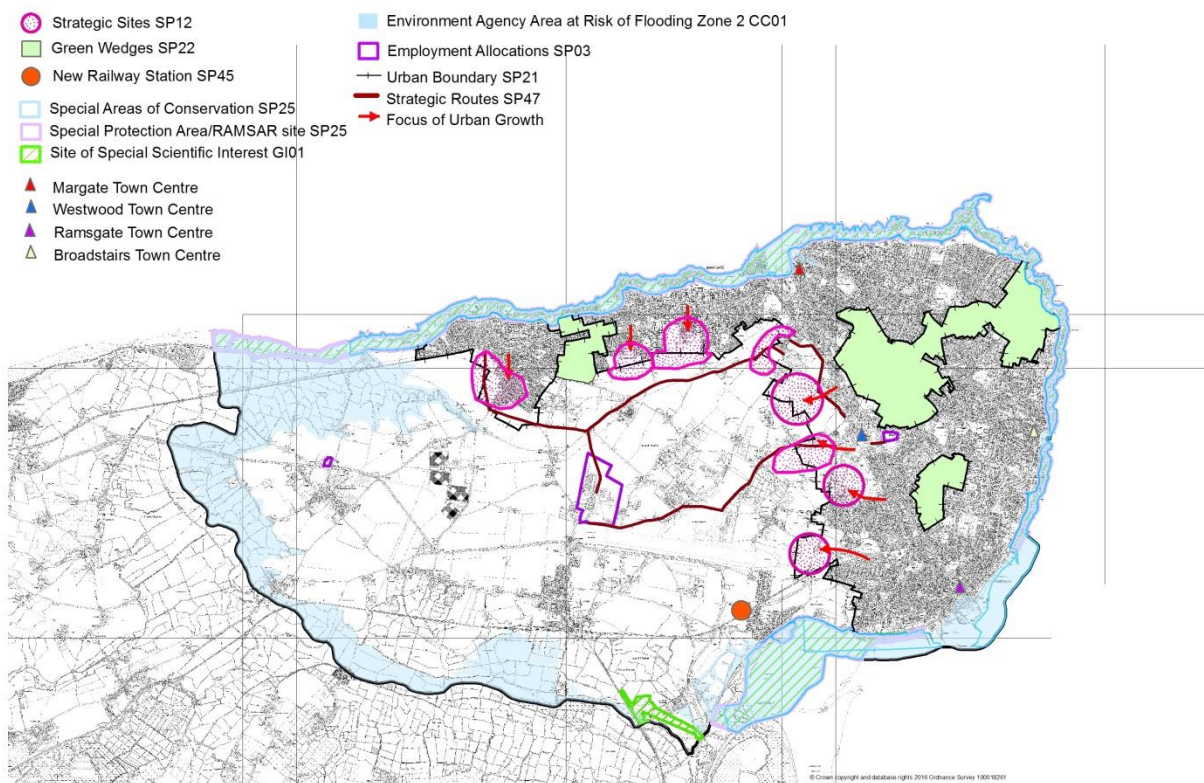 Strategic Sites SP12
Green Wedges SP22
New Railway Station SP45
Special Areas of Conservation SP25
Special Protection Area/RAMSAR site SP25
Site of Special Scientific Interest GI01
Margate Town Centre
Westwood Town Centre
Ramsgate Town Centre
Broadstairs Town Centre
Environment Agency Area at Risk of Flooding Zone 2 CC01
Employment Allocations SP03
Urban Boundary SP21
Strategic Routes SP47
Focus of Urban Growth
© Crown copyright and database rights 2016 Ordnance Survey 100018261